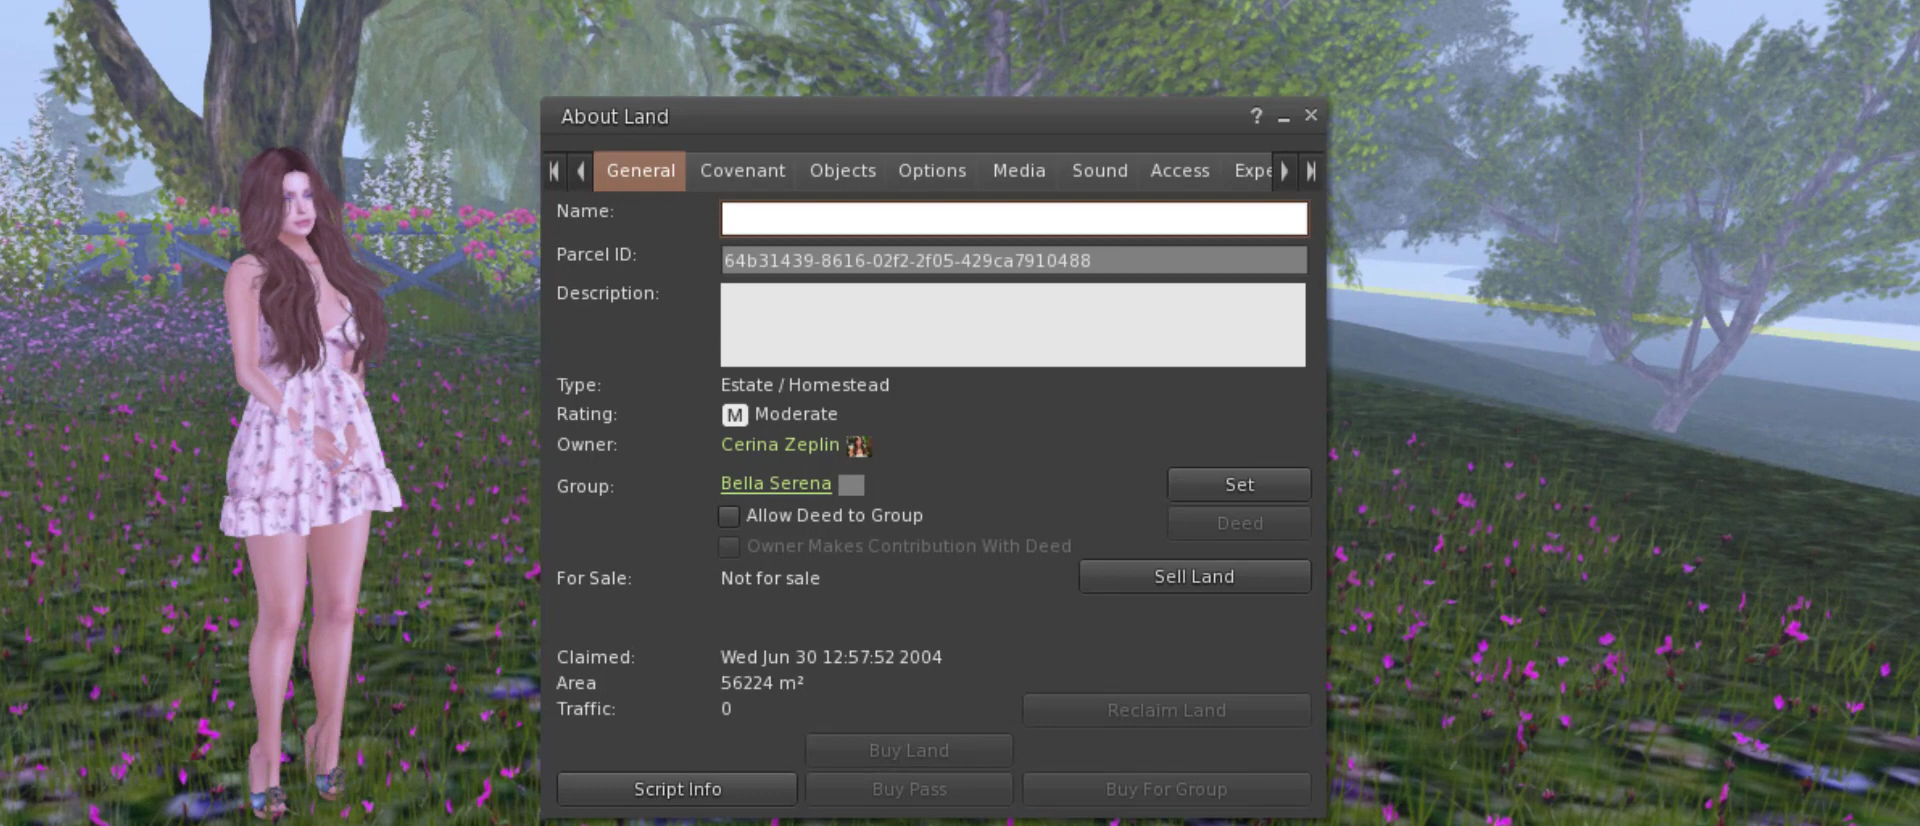 About Land ? _ ×
General Covenant Objects Options Media Sound Access Expe
Name:
Parcel ID: 64b31439-8616-02f2-2f05-429ca7910488
Description:
Type: Estate / Homestead
Rating: M Moderate
Owner: Cerina Zeplin
Group: Bella Serena Set
Allow Deed to Group Deed
Owner Makes Contribution With Deed
For Sale: Not for sale Sell Land
Claimed: Wed Jun 30 12:57:52 2004
Area 56224 m²
Traffic: 0 Reclaim Land
Buy Land
Script Info Buy Pass Buy For Group